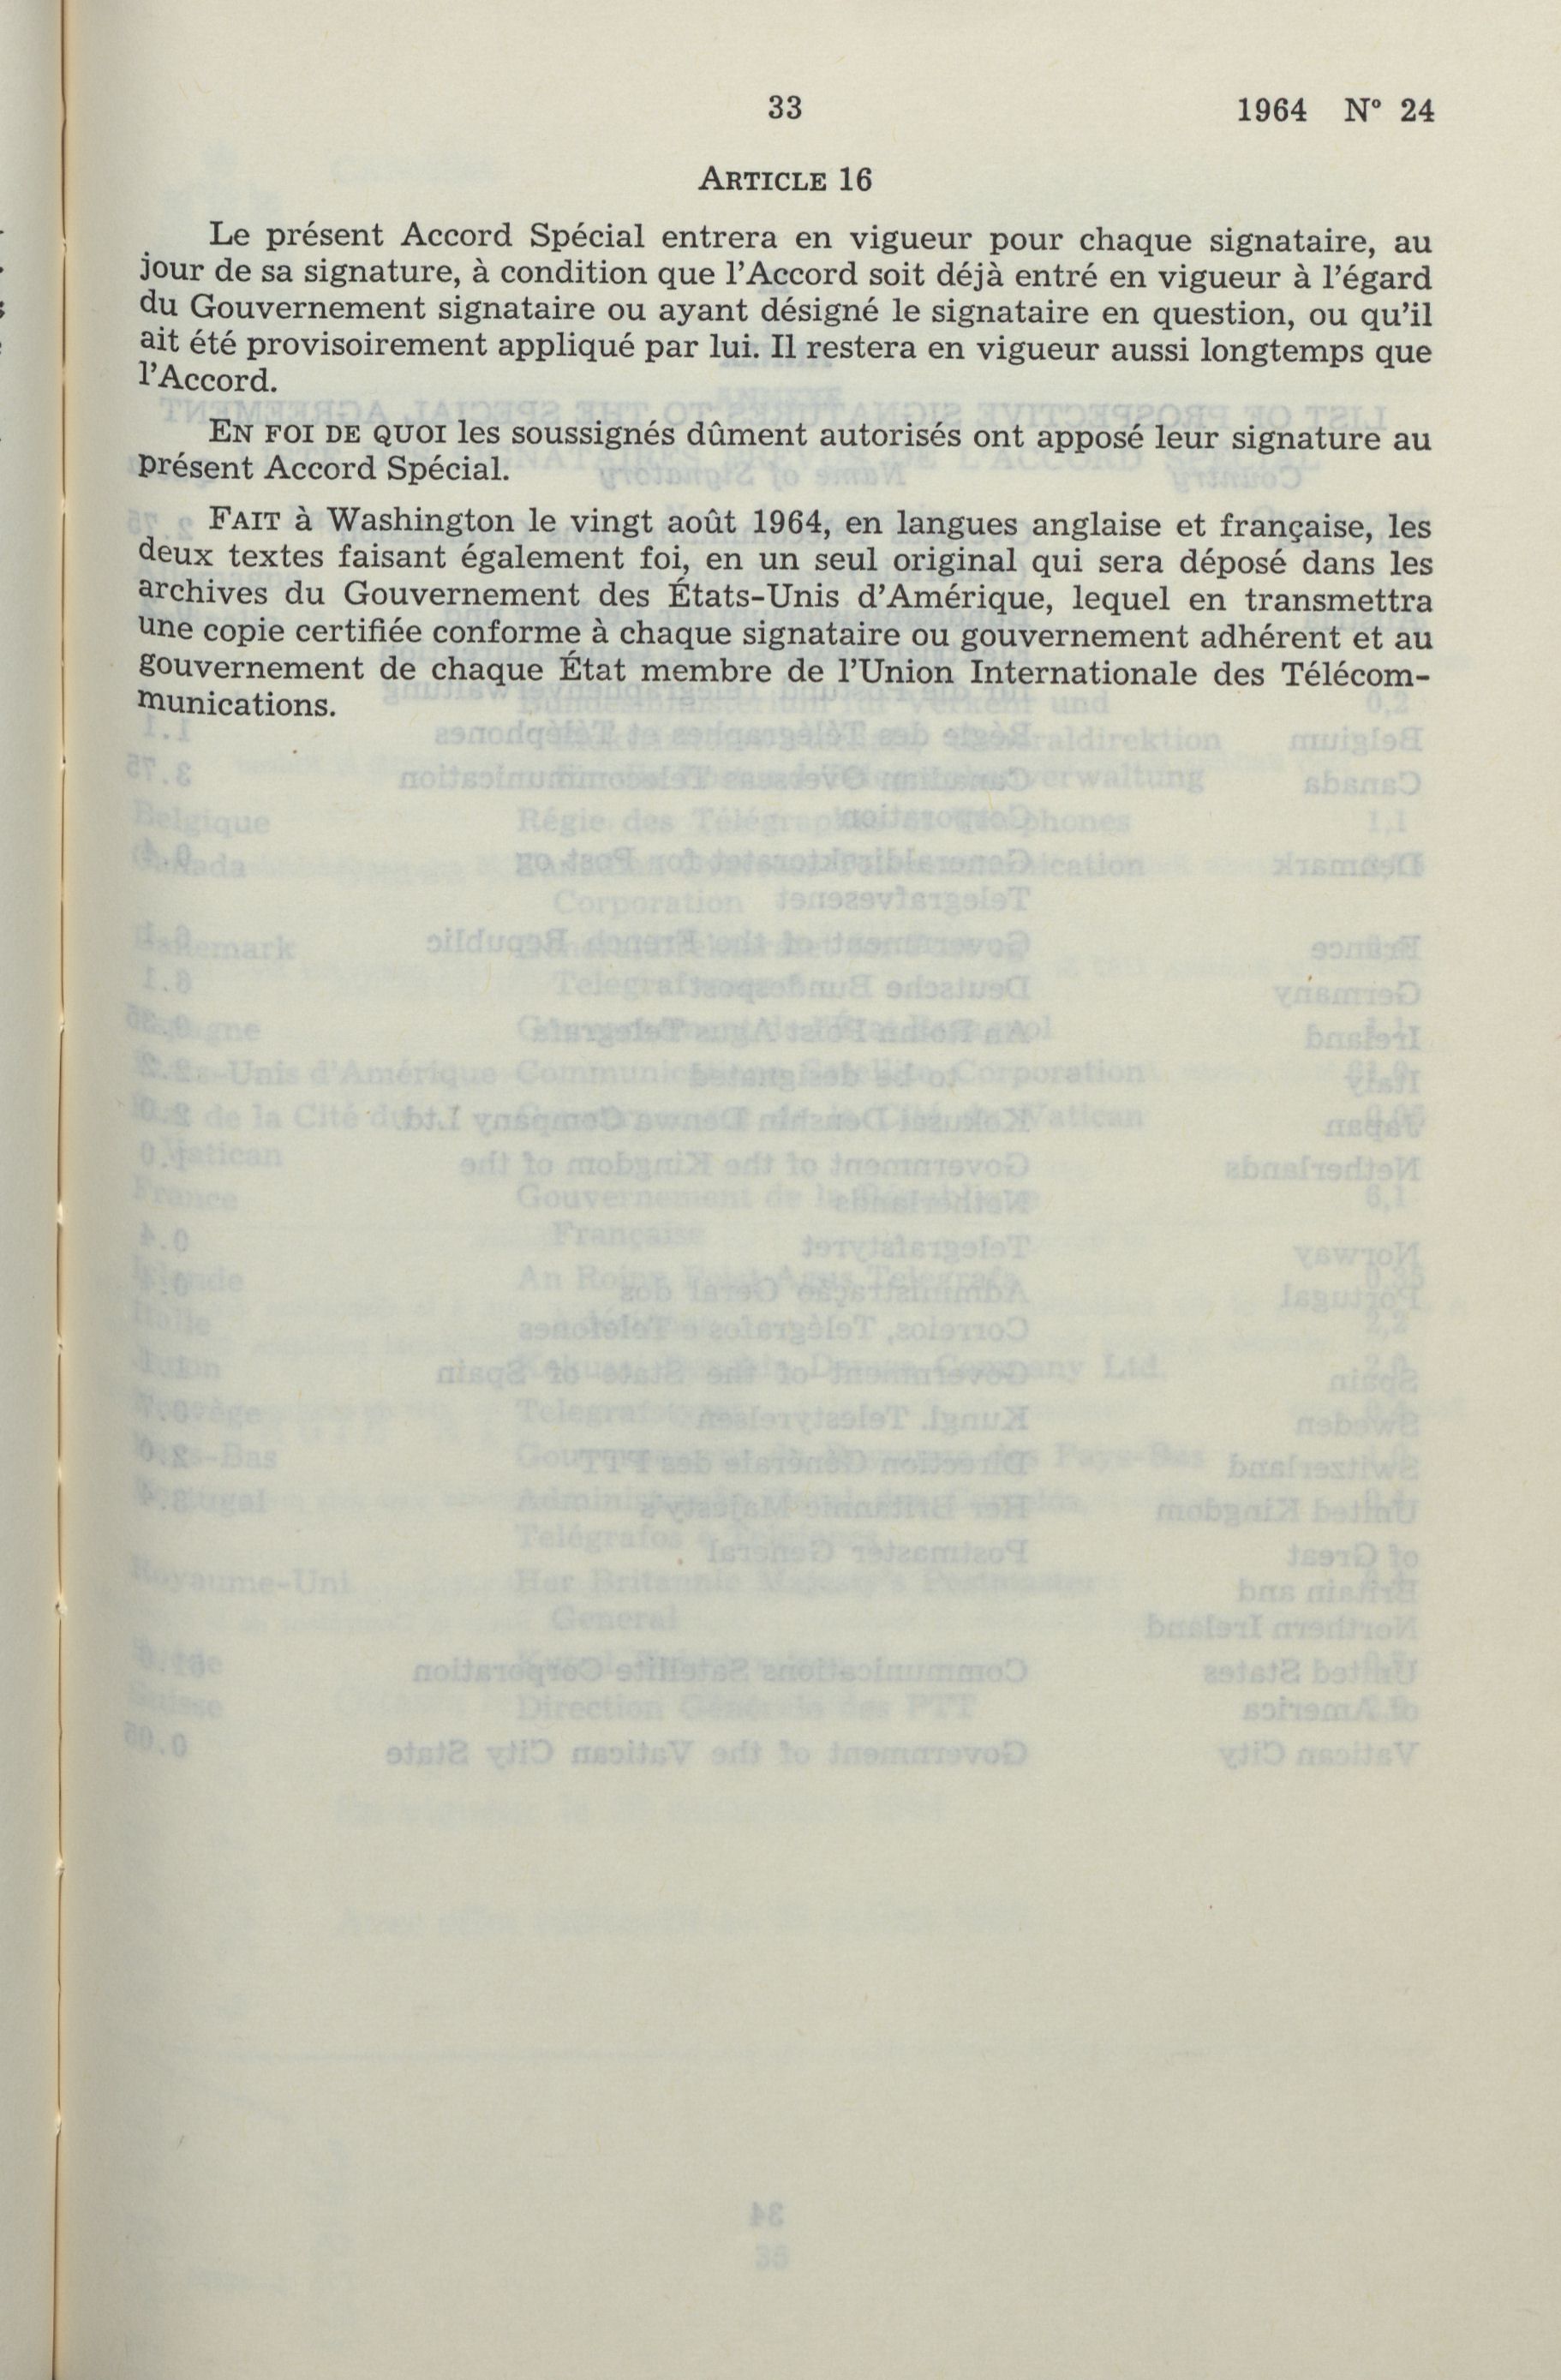 33
1964 N° 24
ARTICLE 16
Le présent Accord Spécial entrera en vigueur pour chaque signataire, au
jour de sa signature, à condition que l'Accord soit déjà entré en vigueur à l'égard
du Gouvernement signataire ou ayant désigné le signataire en question, ou qu'il
ait été provisoirement appliqué par lui. Il restera en vigueur aussi longtemps que
l'Accord.
EN FOI DE QUOI les soussignés dûment autorisés ont apposé leur signature au
présent Accord Spécial.
FAIT à Washington le vingt août 1964, en langues anglaise et française, les
deux textes faisant également foi, en un seul original qui sera déposé dans les
archives du Gouvernement des États-Unis d'Amérique, lequel en transmettra
une copie certifiée conforme à chaque signataire ou gouvernement adhérent et au
gouvernement de chaque État membre de l'Union Internationale des Télécom-
munications.